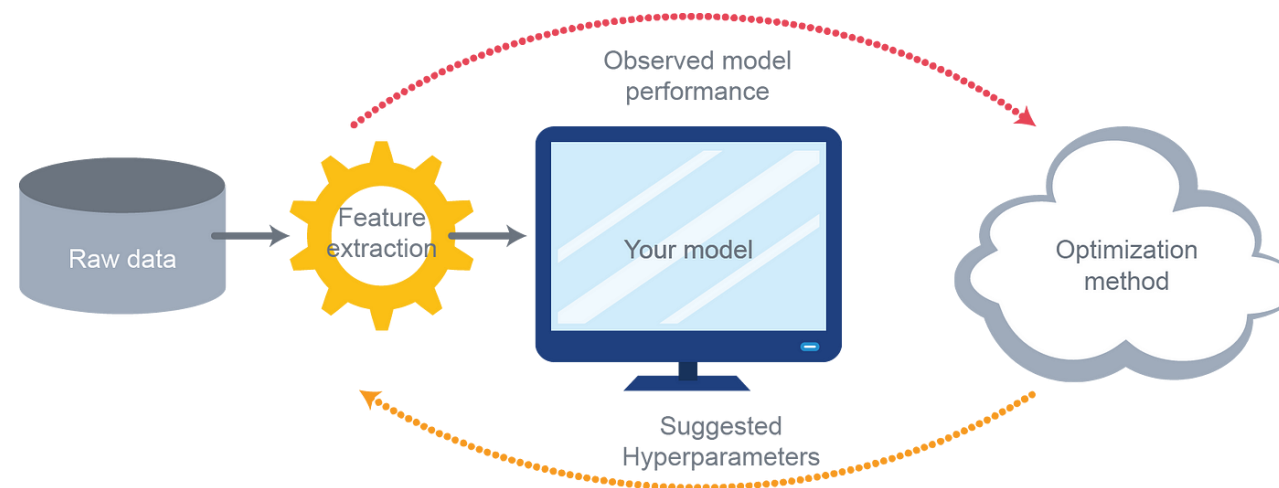 Observed model
performance
Raw data
Feature
extraction
Your model
Optimization
method
Suggested
Hyperparameters